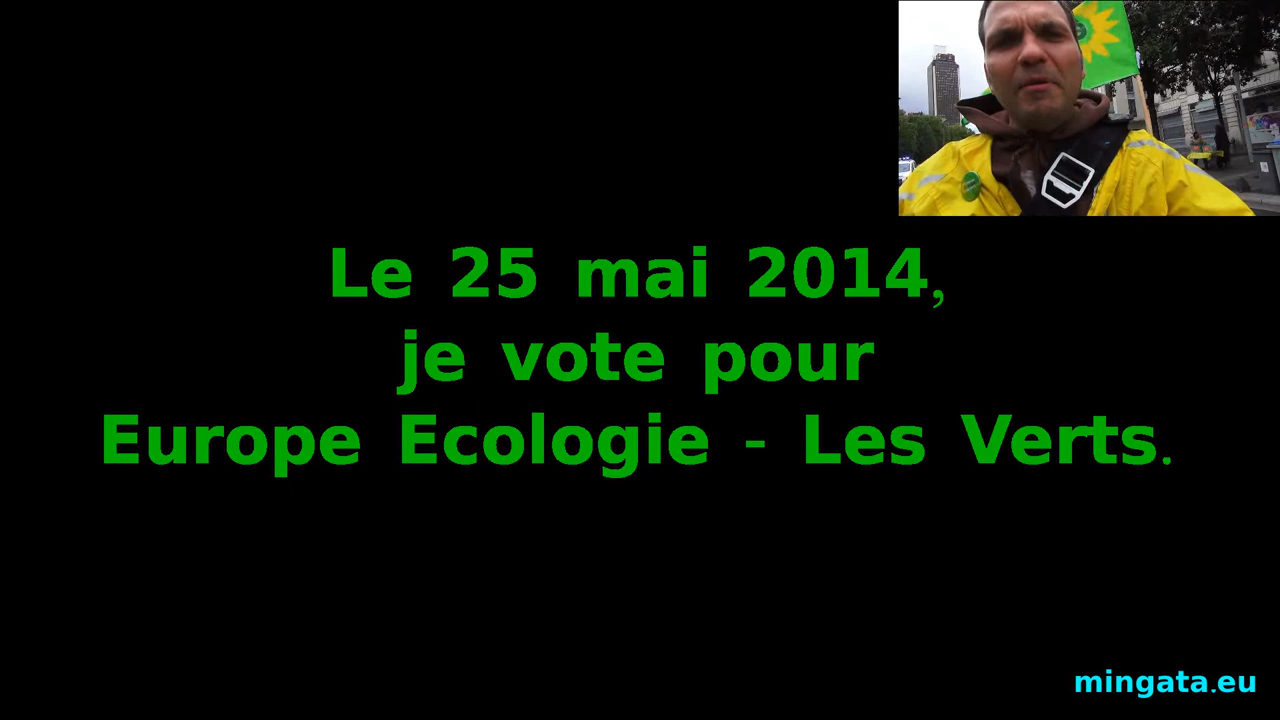 Le 25 mai 2014,
je vote pour
Europe Ecologie - Les Verts.
mingata.eu